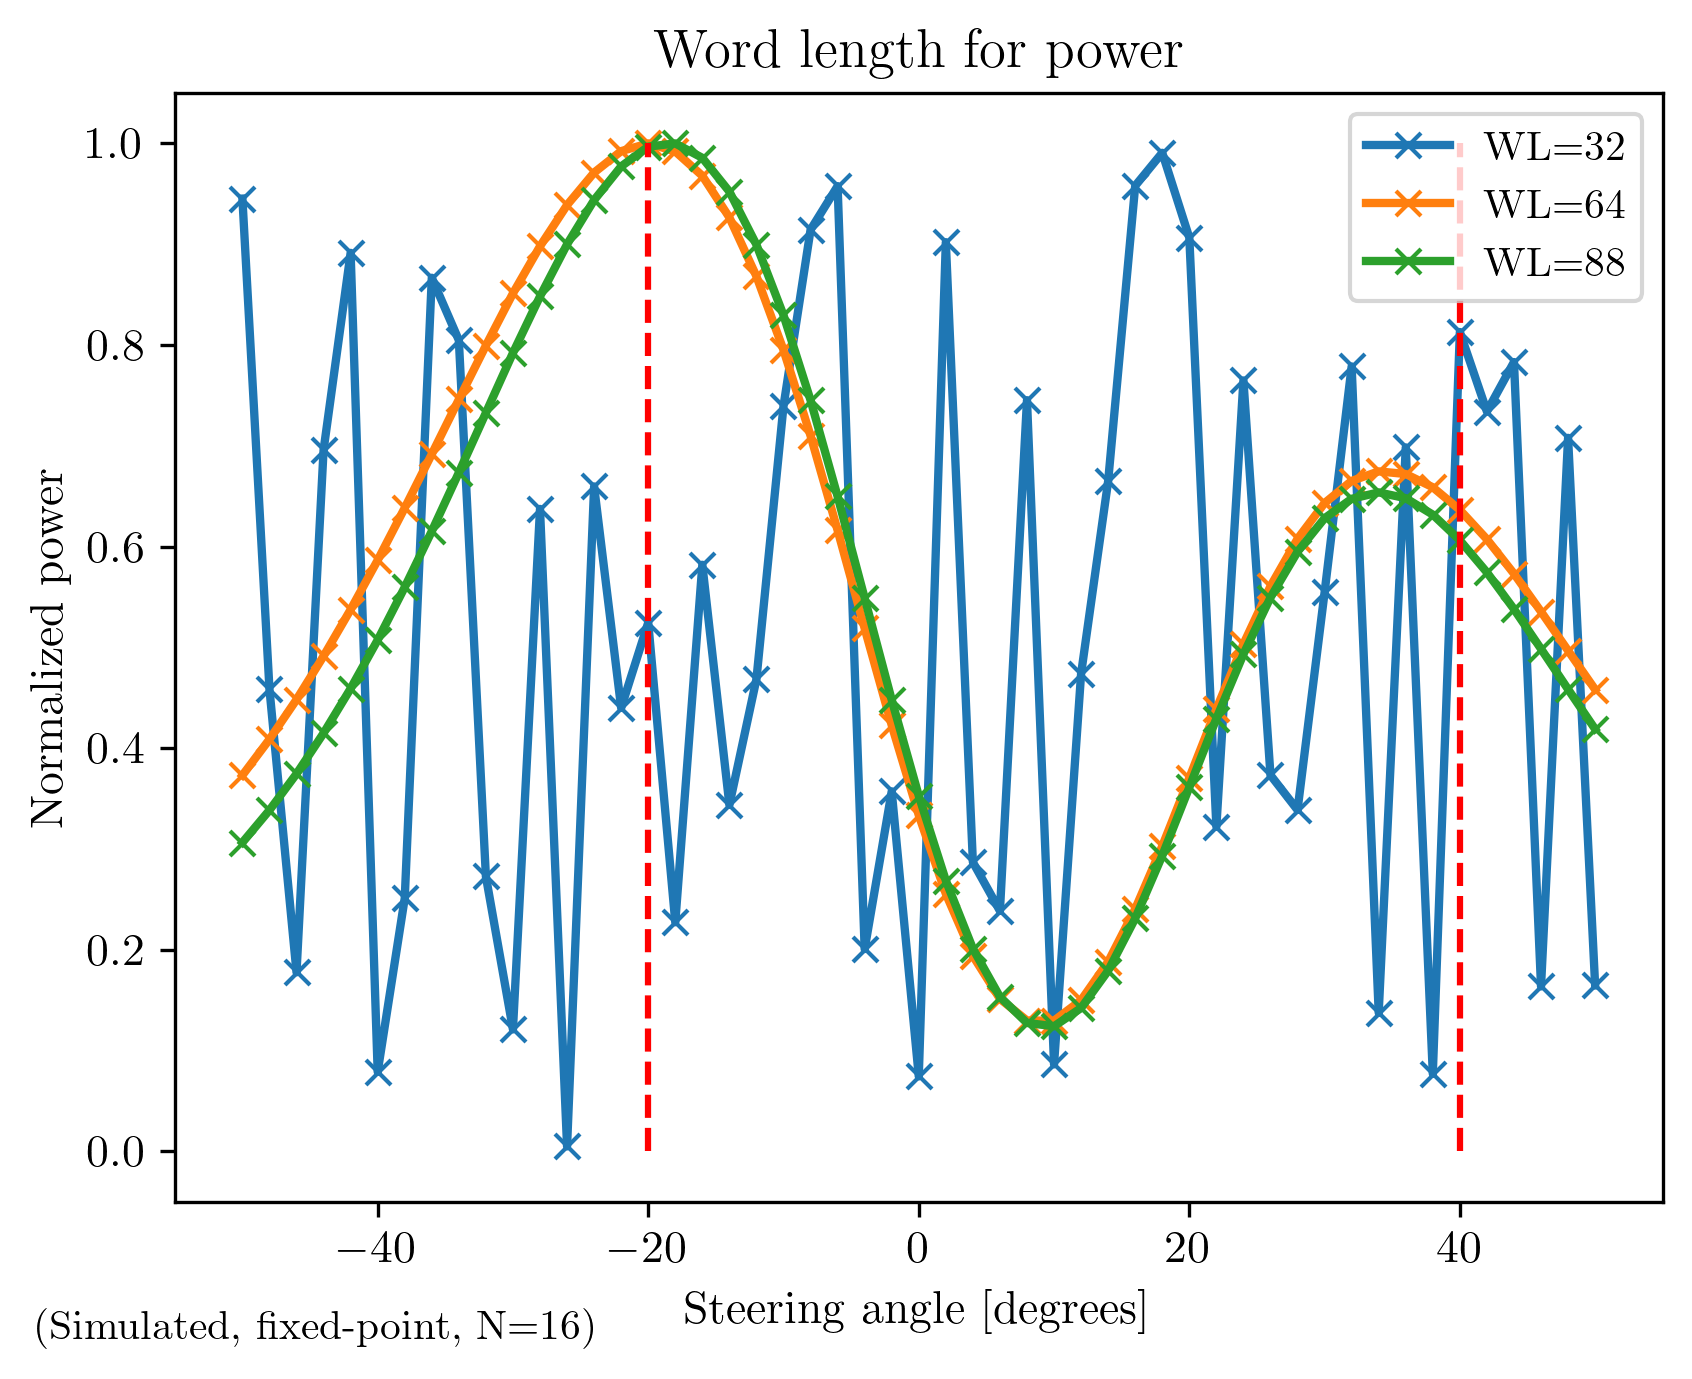 Word length for power
WL=32
WL=64
WL=88
Normalized power
1.0
0.8
0.6
0.4
0.2
0.0
−40
−20
0
20
40
Steering angle [degrees]
(Simulated, fixed-point, N=16)